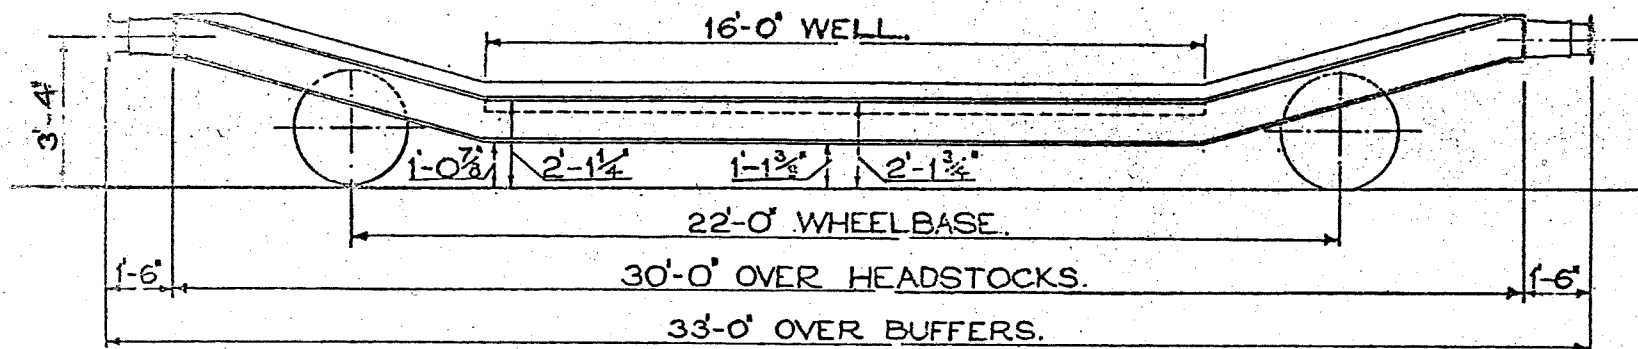 16'-0" WELL.
3'-4"
1'-0⅞" 2'-1¼" 1'-1⅜" 2'-1¾"
22'-0" WHEELBASE.
1'-6" 30'-0" OVER HEADSTOCKS. 1'-6"
33'-0" OVER BUFFERS.